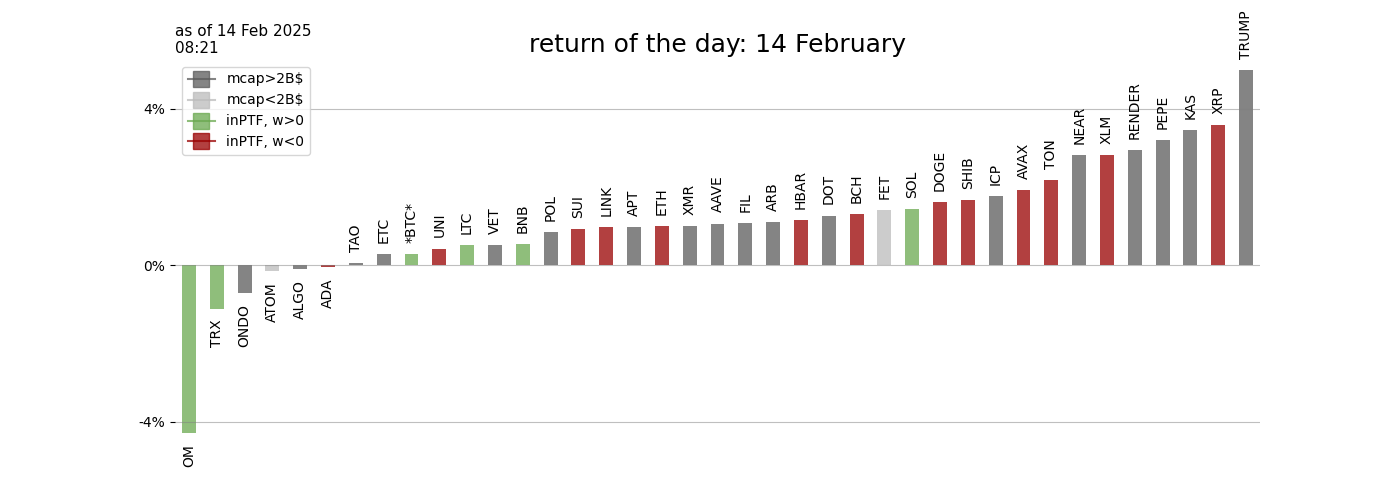 as of 14 Feb 2025
08:21
return of the day: 14 February
mcap>2B$
mcap<2B$
inPTF, w>0
inPTF, w<0
4%
0%
-4%
OM
TRX
ONDO
ATOM
ALGO
ADA
TAO
ETC
*BTC*
UNI
LTC
VET
BNB
POL
SUI
LINK
APT
ETH
XMR
AAVE
FIL
ARB
HBAR
DOT
BCH
FET
SOL
DOGE
SHIB
ICP
AVAX
TON
NEAR
XLM
RENDER
PEPE
KAS
XRP
TRUMP